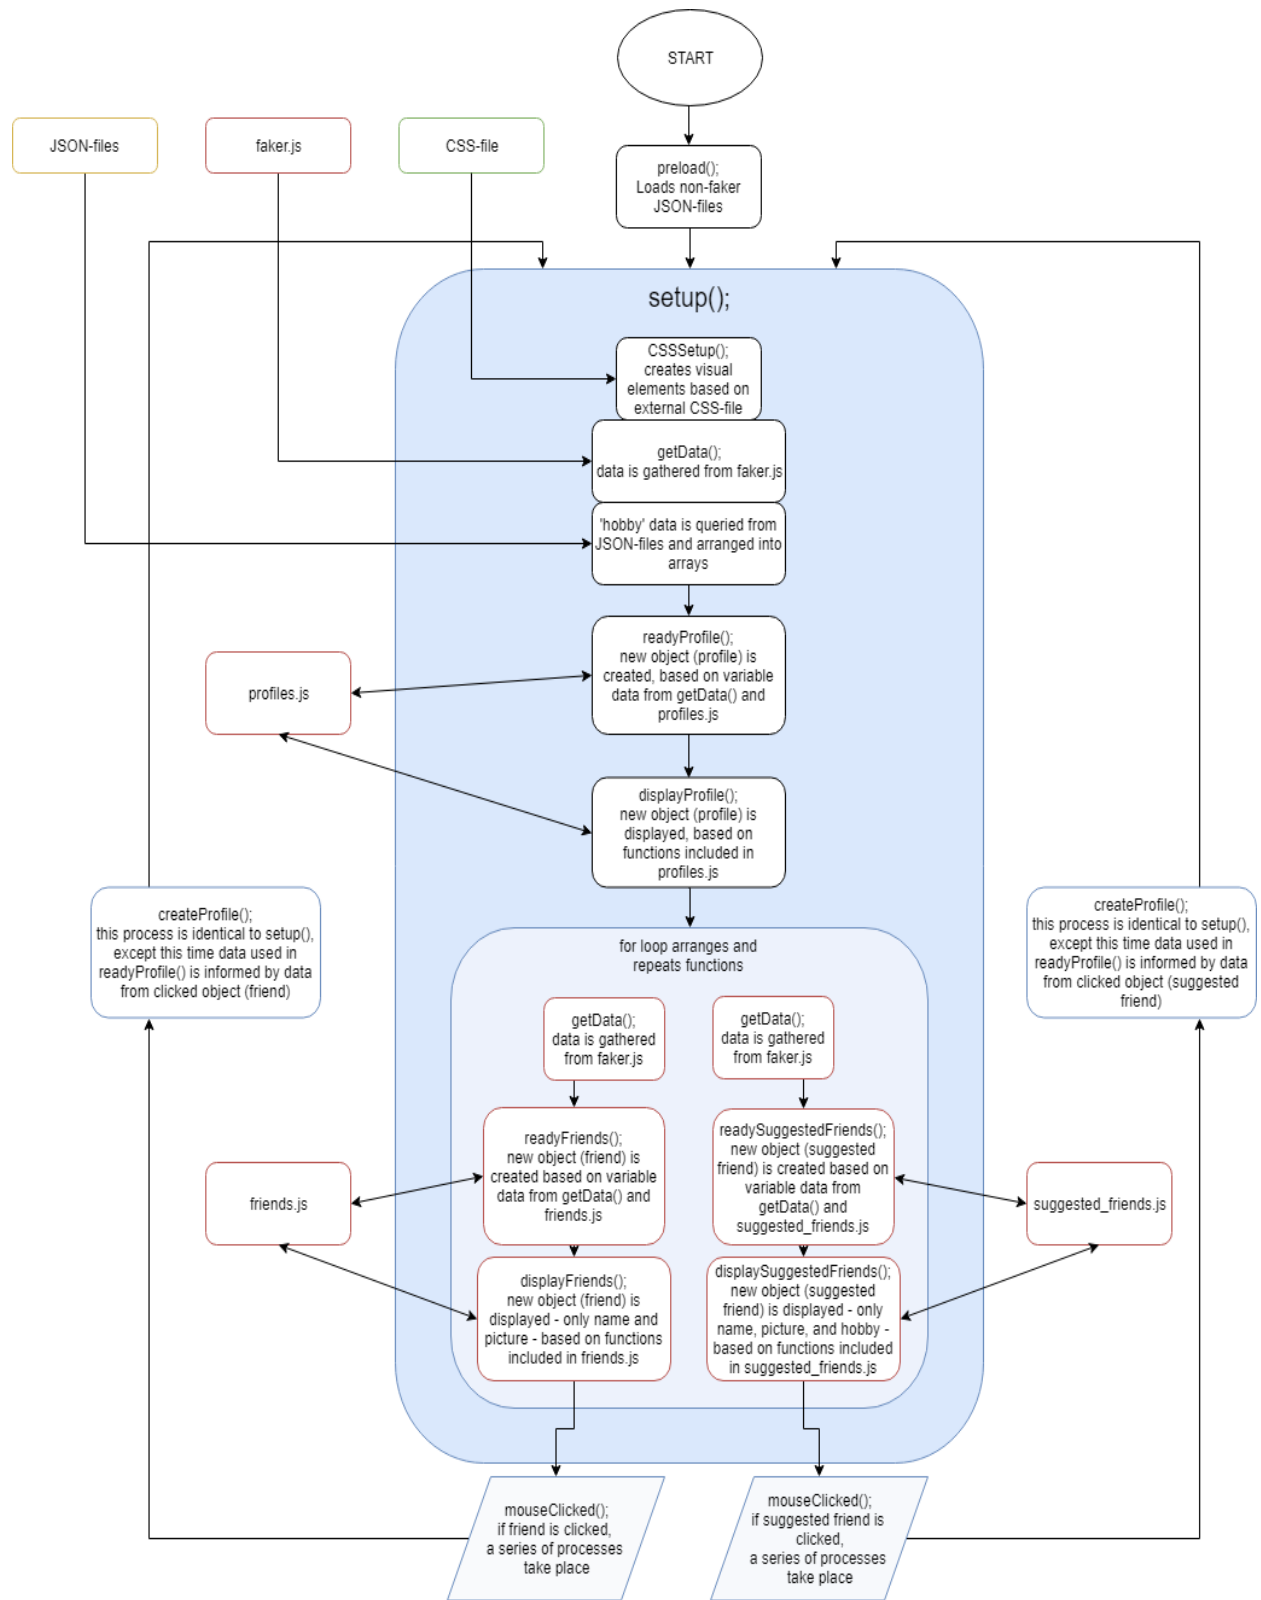 START
JSON-files
faker.js
CSS-file
preload();
Loads non-faker
JSON-files
setup();
CSSSetup();
creates visual
elements based on
external CSS-file
getData();
data is gathered from faker.js
'hobby' data is queried from
JSON-files and arranged into
arrays
readyProfile();
new object (profile) is
created, based on variable
data from getData() and
profiles.js
profiles.js
displayProfile();
new object (profile) is
displayed, based on
functions included in
profiles.js
createProfile();
this process is identical to setup(),
except this time data used in
readyProfile() is informed by data
from clicked object (friend)
createProfile();
this process is identical to setup(),
except this time data used in
readyProfile() is informed by data
from clicked object (suggested
friend)
for loop arranges and
repeats functions
getData();
data is gathered
from faker.js
getData();
data is gathered
from faker.js
readyFriends();
new object (friend) is
created based on variable
data from getData() and
friends.js
readySuggestedFriends();
new object (suggested
friend) is created based on
variable data from
getData() and
suggested_friends.js
friends.js
suggested_friends.js
displayFriends();
new object (friend) is
displayed - only name and
picture - based on functions
included in friends.js
displaySuggestedFriends();
new object (suggested
friend) is displayed - only
name, picture, and hobby -
based on functions included
in suggested_friends.js
mouseClicked();
if friend is clicked,
a series of processes
take place
mouseClicked();
if suggested friend is
clicked,
a series of processes
take place